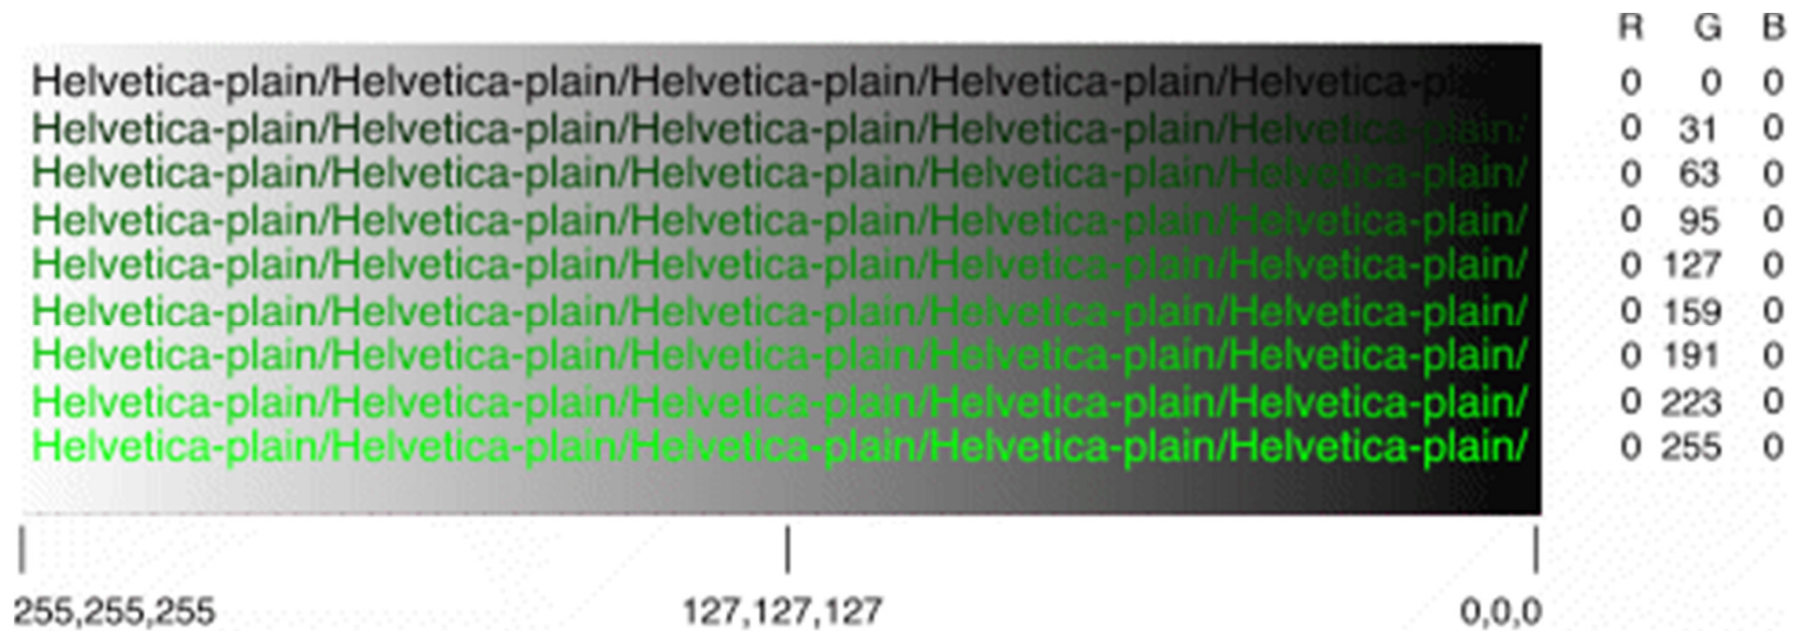 R G B
Helvetica-plain/Helvetica-plain/Helvetica-plain/Helvetica-plain/Helvetica-pla 0 0 0
Helvetica-plain/Helvetica-plain/Helvetica-plain/Helvetica-plain/Helvetica-plain/ 0 31 0
Helvetica-plain/Helvetica-plain/Helvetica-plain/Helvetica-plain/Helvetica-plain/ 0 63 0
Helvetica-plain/Helvetica-plain/Helvetica-plain/Helvetica-plain/Helvetica-plain/ 0 95 0
Helvetica-plain/Helvetica-plain/Helvetica-plain/Helvetica-plain/Helvetica-plain/ 0 127 0
Helvetica-plain/Helvetica-plain/Helvetica-plain/Helvetica-plain/Helvetica-plain/ 0 159 0
Helvetica-plain/Helvetica-plain/Helvetica-plain/Helvetica-plain/Helvetica-plain/ 0 191 0
Helvetica-plain/Helvetica-plain/Helvetica-plain/Helvetica-plain/Helvetica-plain/ 0 223 0
Helvetica-plain/Helvetica-plain/Helvetica-plain/Helvetica-plain/Helvetica-plain/ 0 255 0
255,255,255 127,127,127 0,0,0